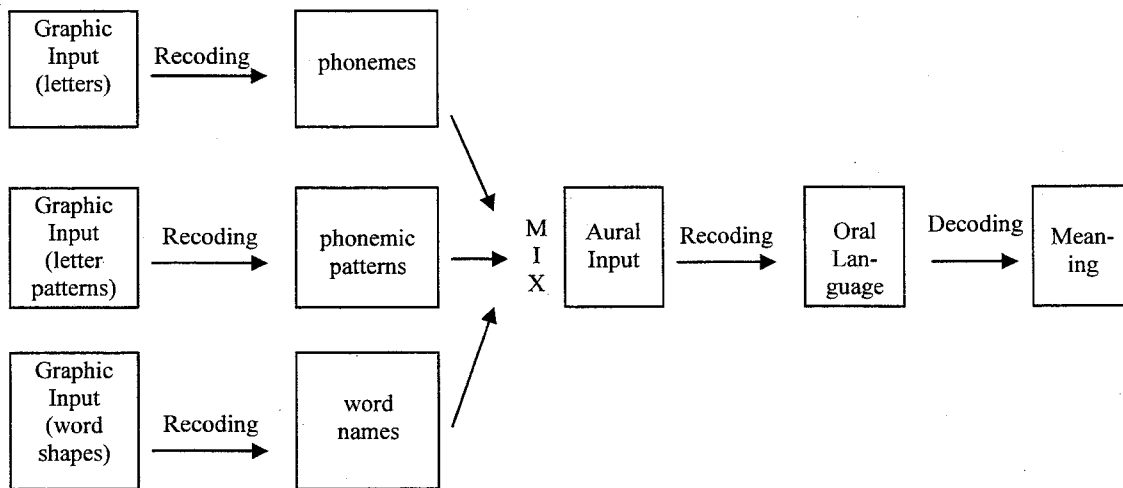 Graphic
Input
(letters)
Recoding
phonemes
Graphic
Input
(letter
patterns)
Recoding
phonemic
patterns
Graphic
Input
(word
shapes)
Recoding
word
names
M
I
X
Aural
Input
Recoding
Oral
Lan-
guage
Decoding
Mean-
ing